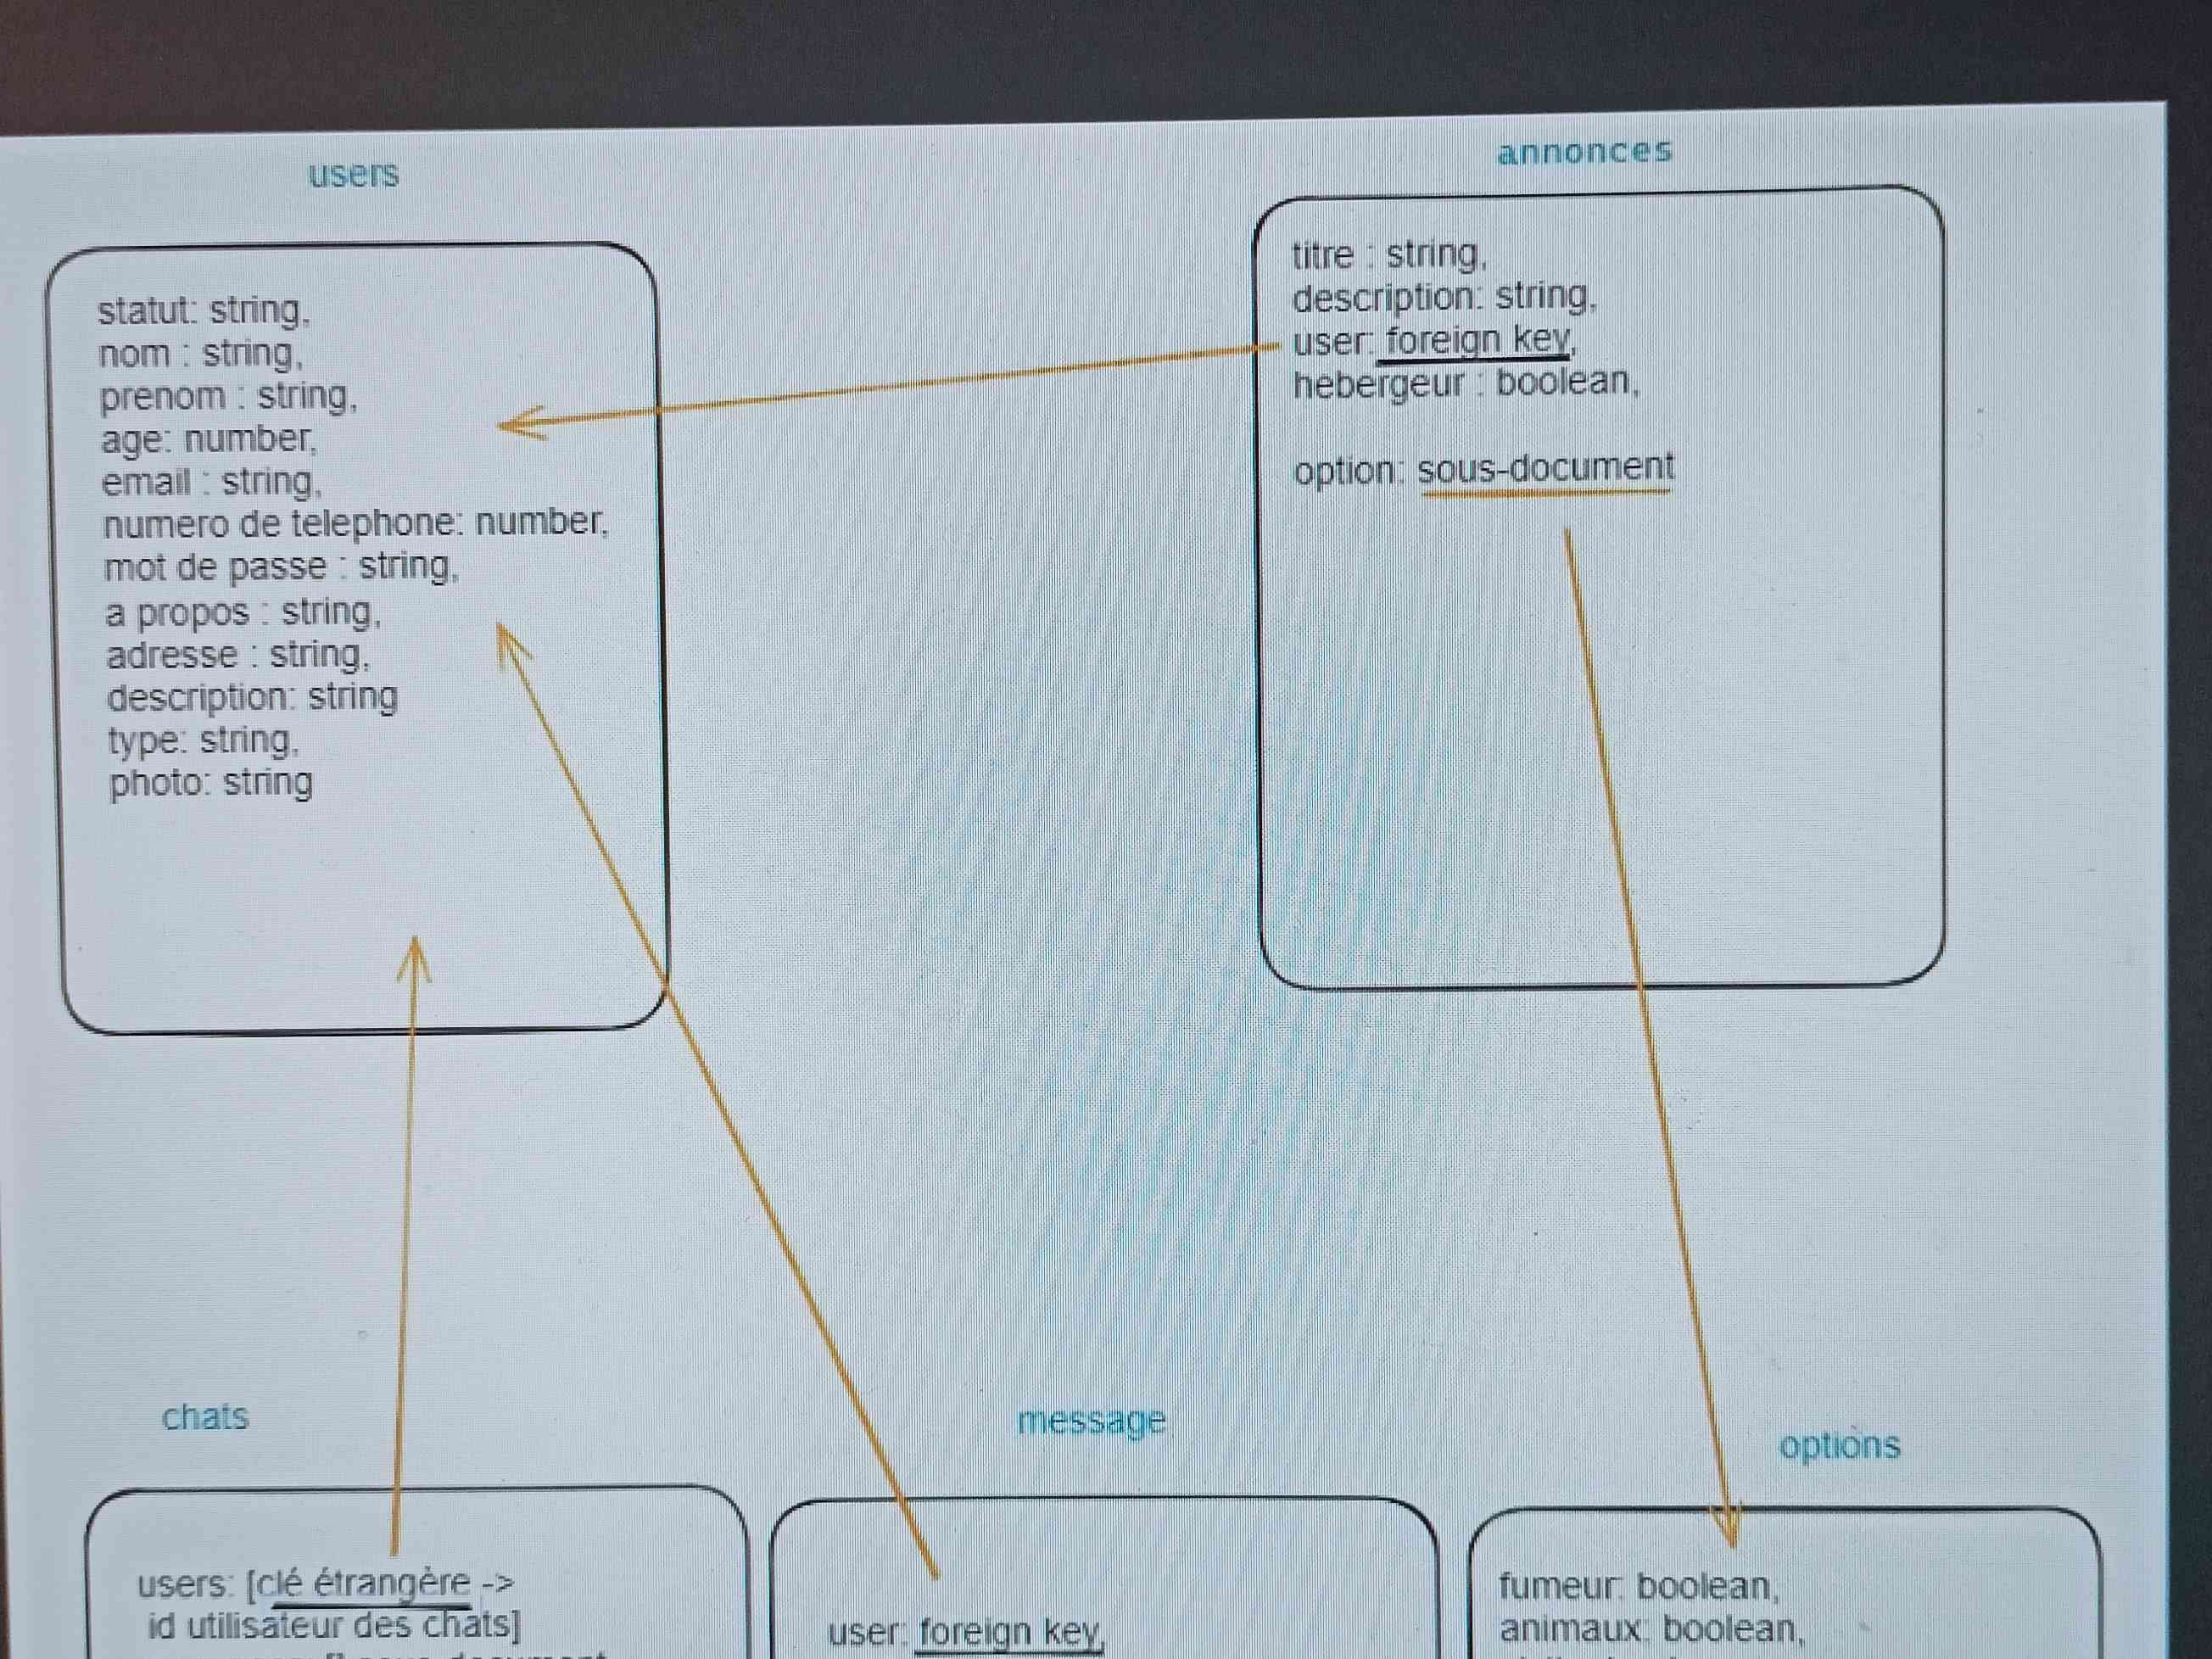 users
statut: string,
nom : string,
prenom : string,
age: number,
email : string,
numero de telephone: number,
mot de passe : string,
a propos : string,
adresse : string,
description: string
type: string,
photo: string
annonces
titre : string,
description: string,
user: foreign key,
hebergeur : boolean,
option: sous-document
chats
users: [clé étrangère ->
id utilisateur des chats]
message
user: foreign key,
options
fumeur: boolean,
animaux: boolean,